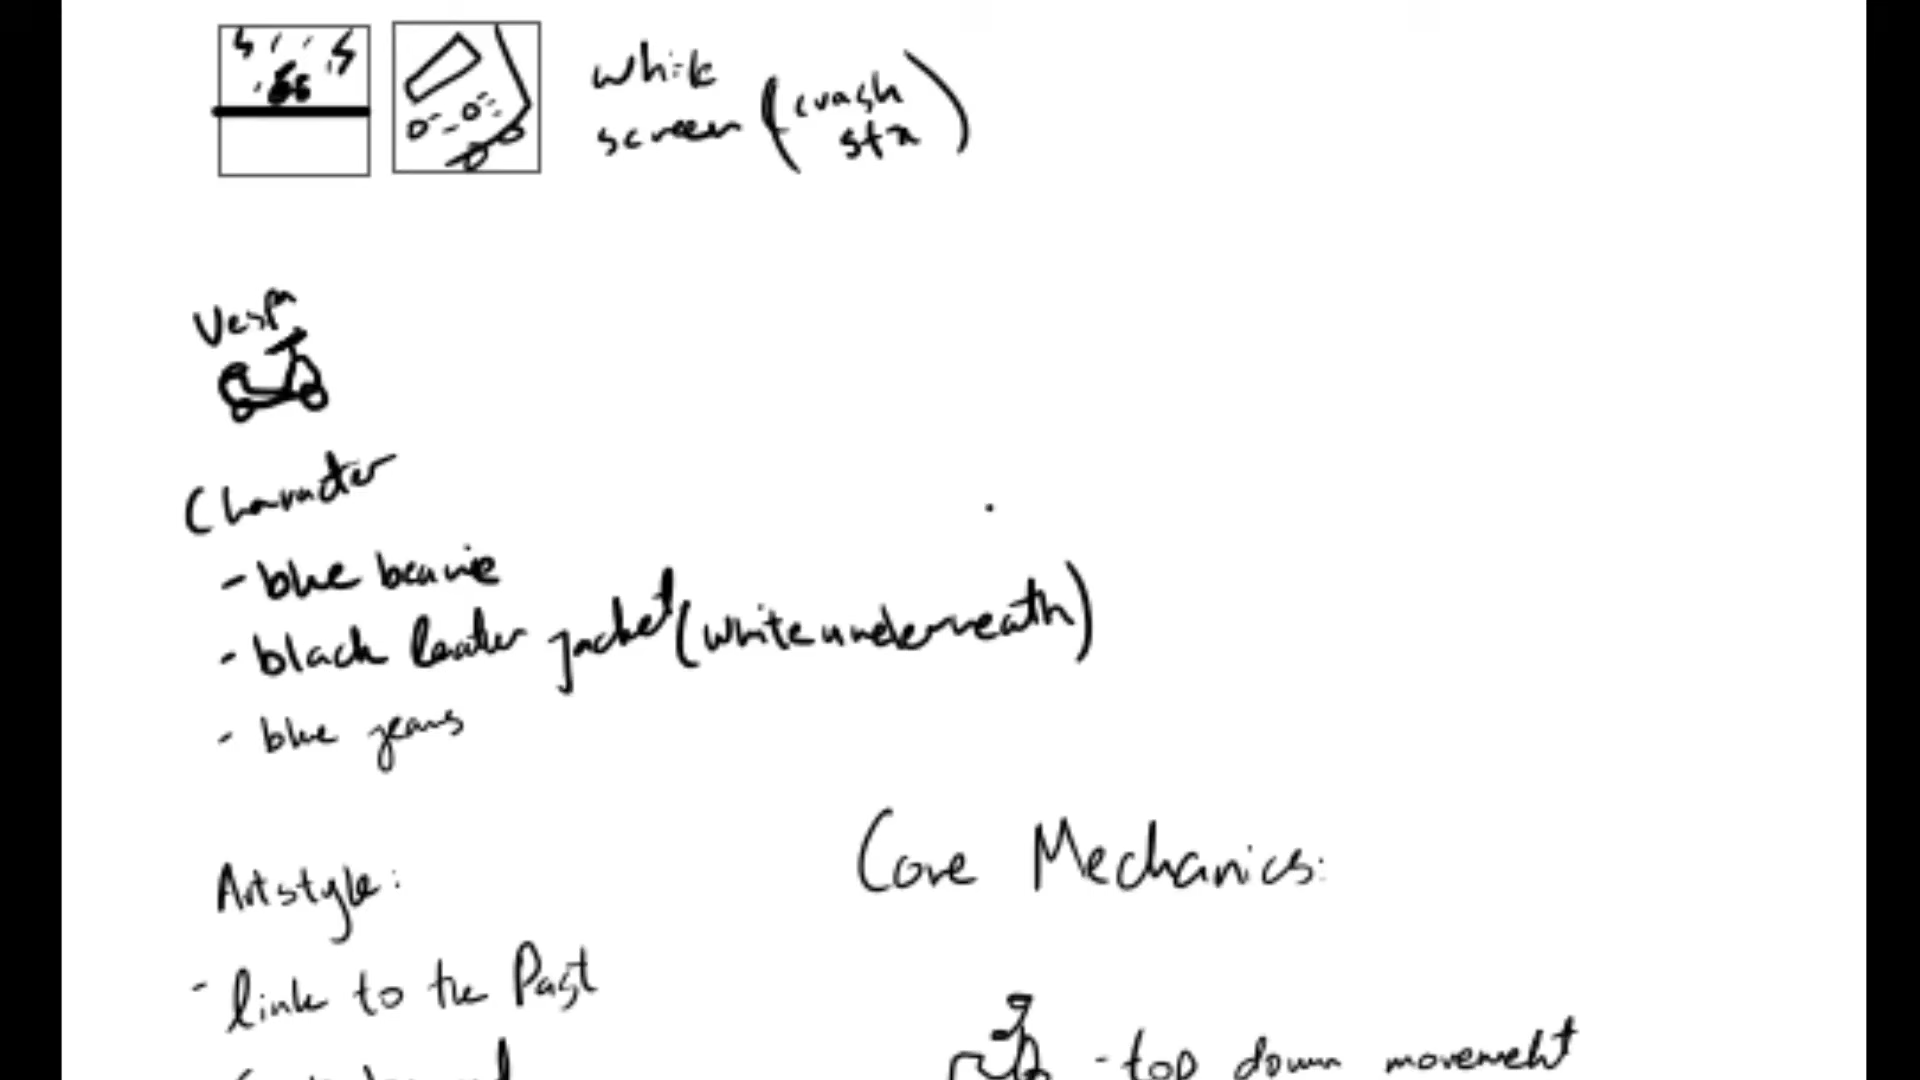 white
screen (crash
sfx)
Vespa
Character
- blue beanie
- black leather jacket (white underneath)
- blue jeans
Artstyle:
- link to the Past
Core Mechanics:
- top down movement